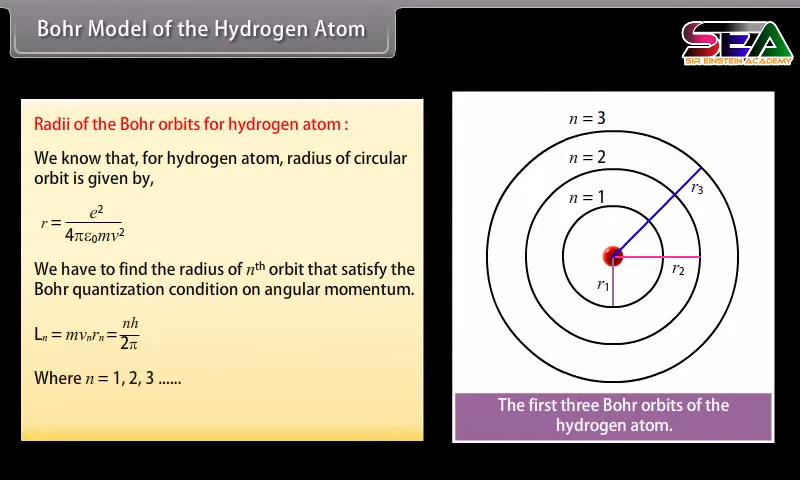 Bohr Model of the Hydrogen Atom
SEA
SIR EINSTEIN ACADEMY
Radii of the Bohr orbits for hydrogen atom :
We know that, for hydrogen atom, radius of circular
orbit is given by,
r = e² / 4πε₀mv²
We have to find the radius of nᵗʰ orbit that satisfy the
Bohr quantization condition on angular momentum.
Lₙ = mvₙrₙ = nh / 2π
Where n = 1, 2, 3 ......
n = 3
n = 2
n = 1
r₃
r₂
r₁
The first three Bohr orbits of the
hydrogen atom.